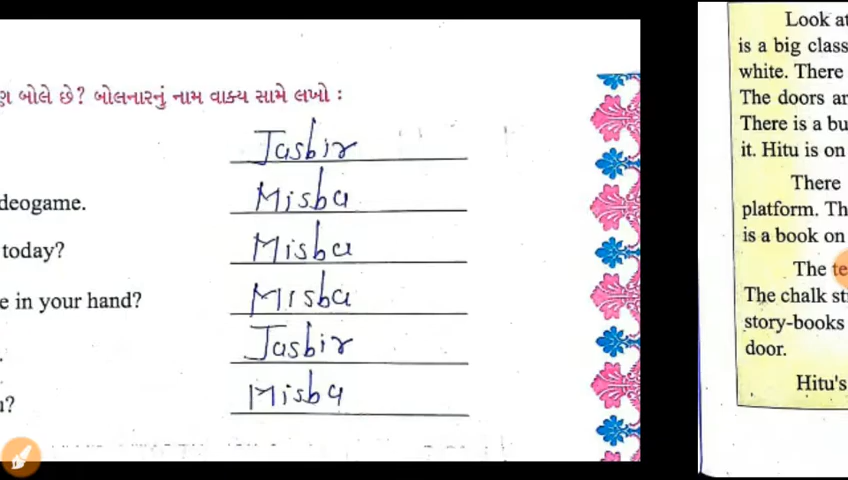 ણ બોલે છે? બોલનારનું નામ વાક્ય સામે લખો :
Jasbir
deogame. Misba
today? Misba
e in your hand? Misba
. Jasbir
? Misba
Look at
is a big class
white. There
The doors ar
There is a bu
it. Hitu is on
There
platform. Th
is a book on
The te
The chalk sti
story-books
door.
Hitu's